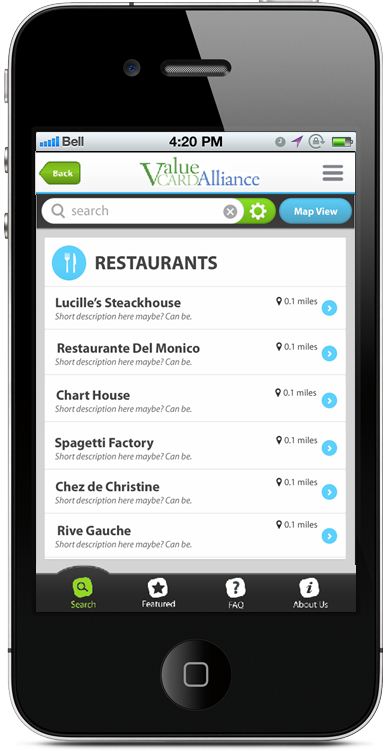 Bell 4:20 PM
Back
Value
CARDAlliance
search
Map View
RESTAURANTS
Lucille's Steackhouse
0.1 miles
Short description here maybe? Can be.
Restaurante Del Monico
0.1 miles
Short description here maybe? Can be.
Chart House
0.1 miles
Short description here maybe? Can be.
Spagetti Factory
0.1 miles
Short description here maybe? Can be.
Chez de Christine
0.1 miles
Short description here maybe? Can be.
Rive Gauche
0.1 miles
Short description here maybe? Can be.
Search Featured FAQ About Us